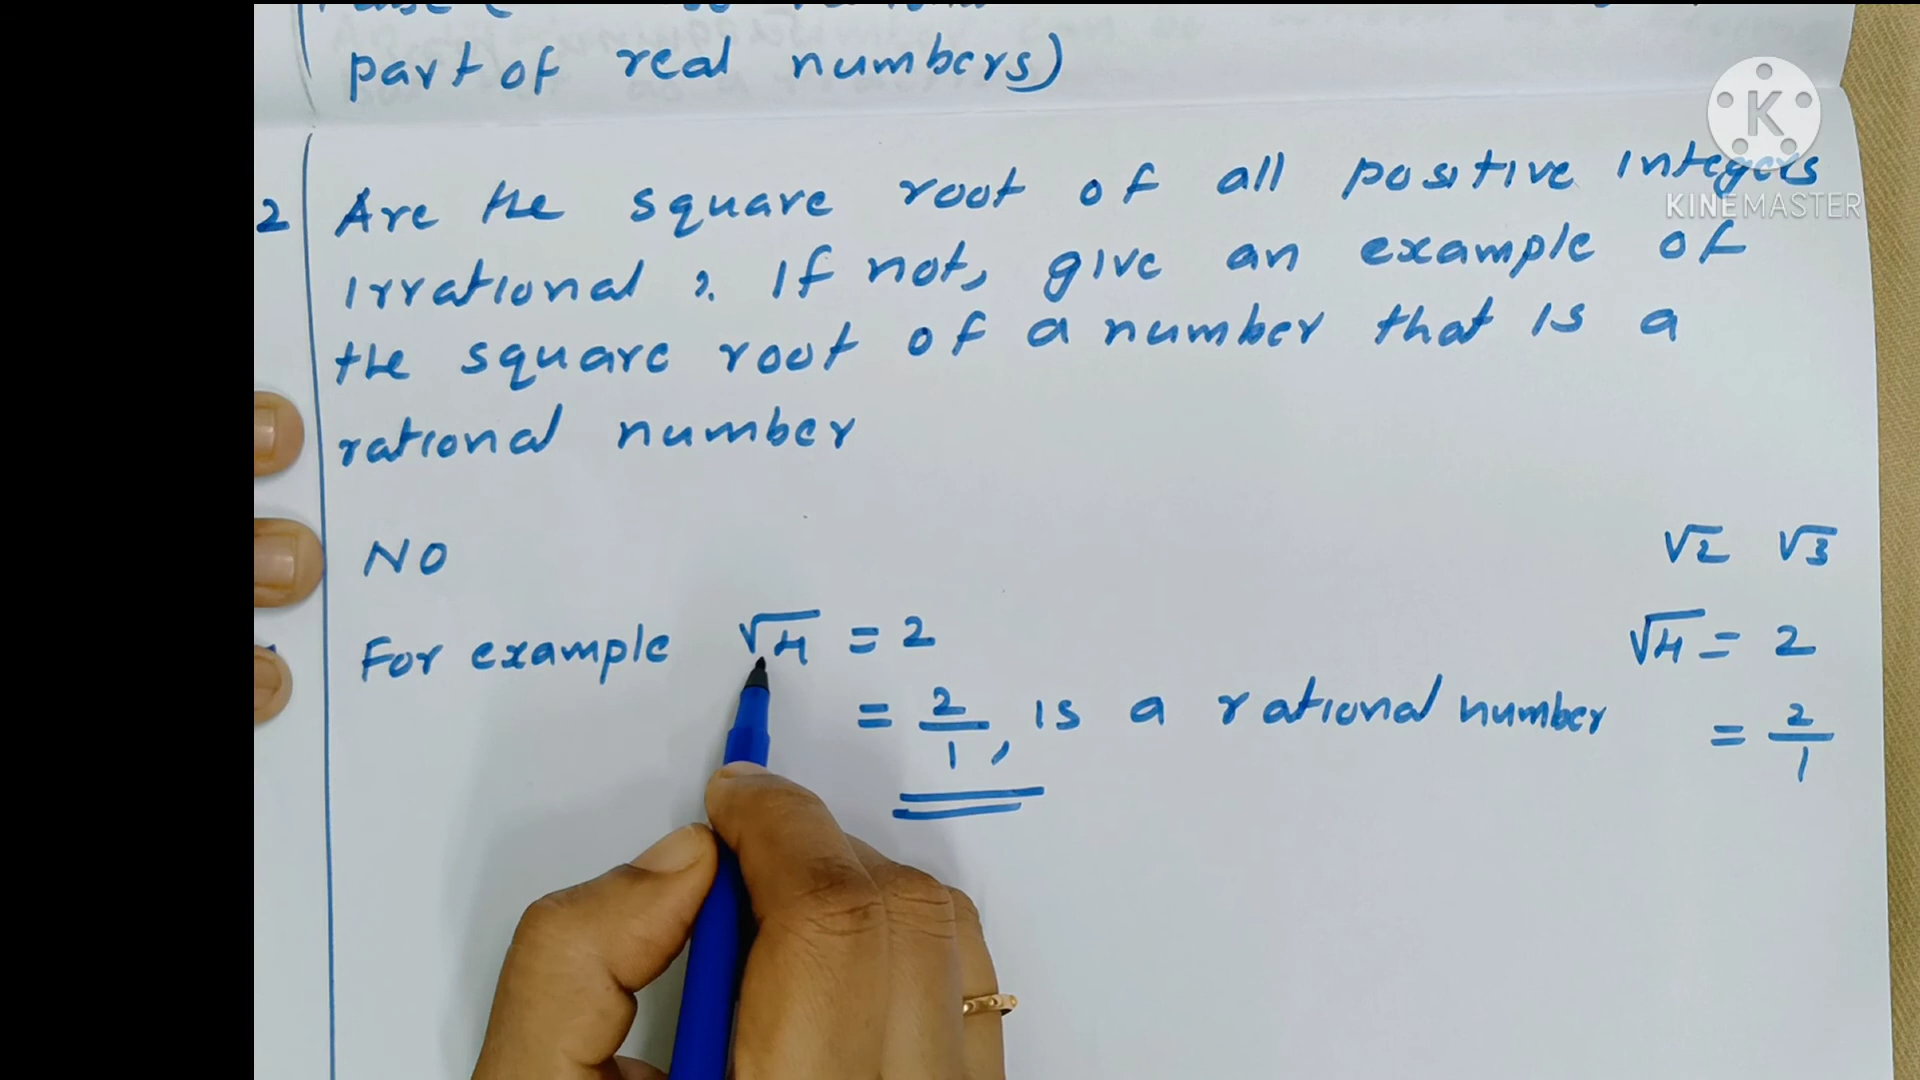 part of real numbers)
2 Are the square root of all positive integers
irrational ? If not, give an example of
the square root of a number that is a
rational number
NO
√2 √3
For example √4 = 2
√4 = 2
= 2/1, is a rational number
= 2/1
K
KINEMASTER